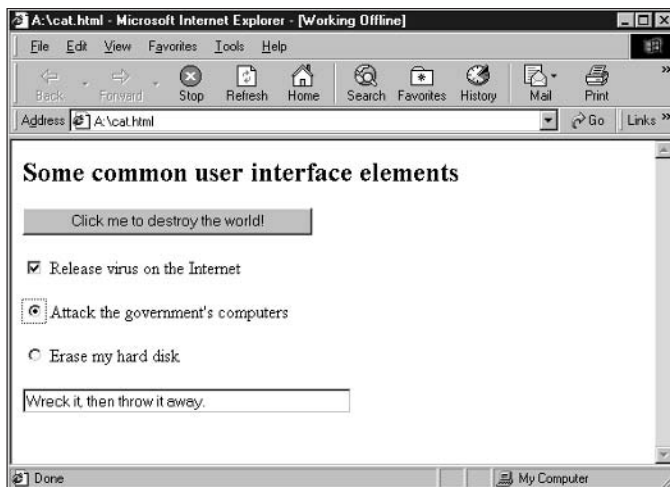 A:\cat.html - Microsoft Internet Explorer - [Working Offline]
File Edit View Favorites Tools Help
Back Forward Stop Refresh Home Search Favorites History Mail Print »
Address A:\cat.html Go Links »
Some common user interface elements
Click me to destroy the world!
Release virus on the Internet
Attack the government's computers
Erase my hard disk
Wreck it, then throw it away.
Done My Computer